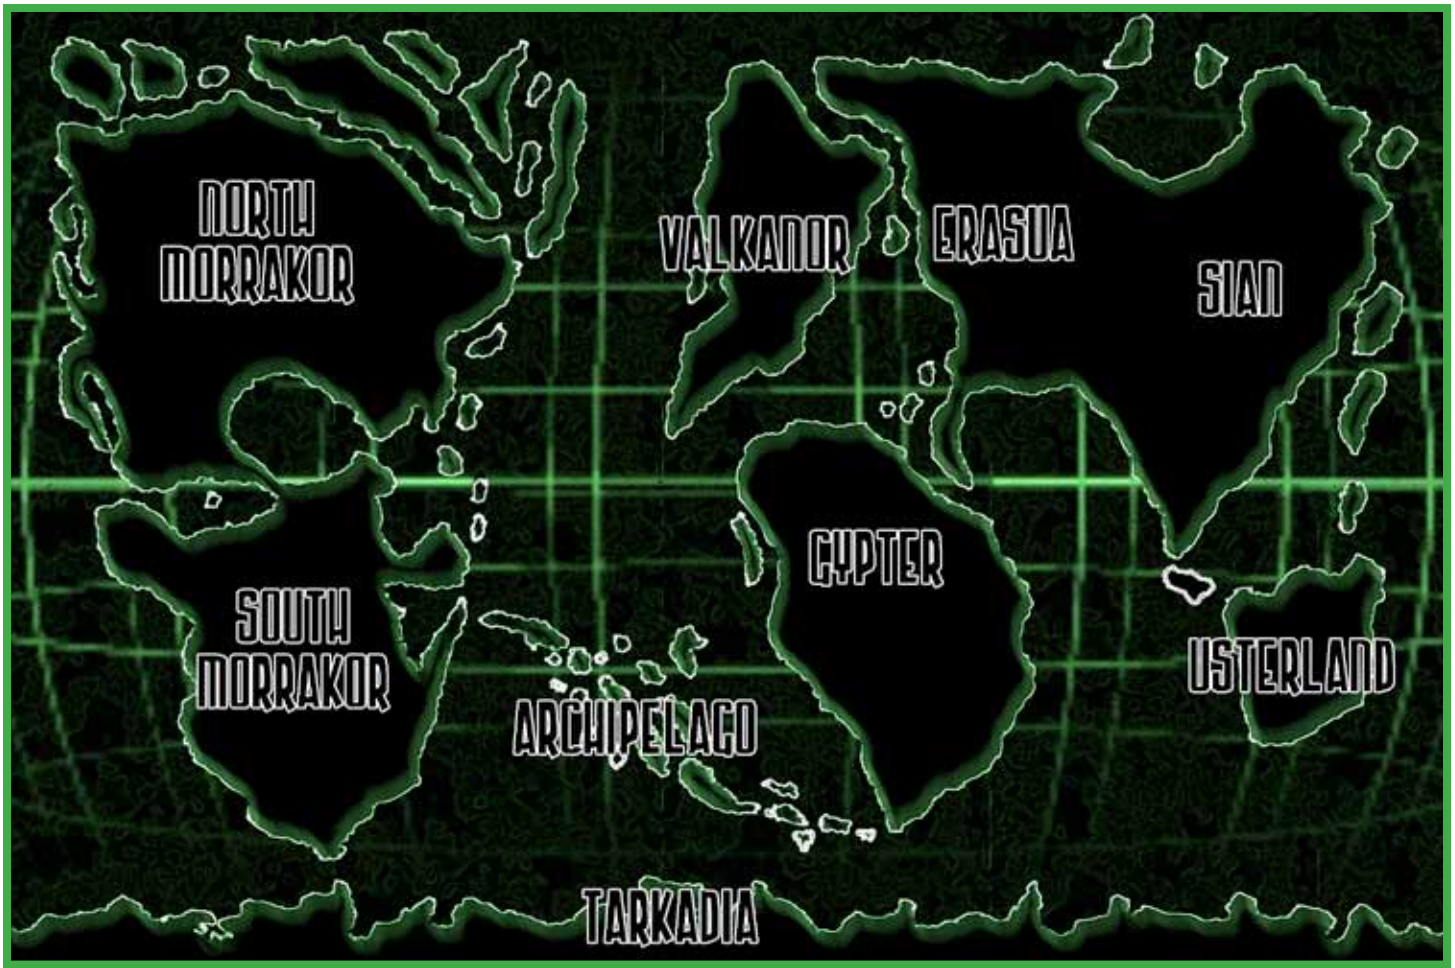 NORTH
MORRAKOR
VALKANOR
ERASUA
SIAN
GYPTER
SOUTH
MORRAKOR
USTERLAND
ARCHIPELAGO
TARKADIA